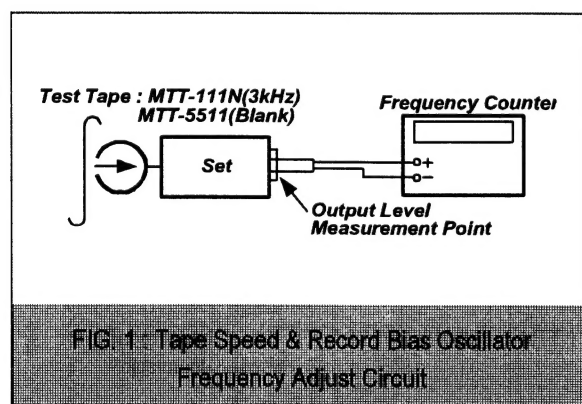 Test Tape : MTT-111N(3kHz)
MTT-5511(Blank)
Frequency Counter
Set
+
−
Output Level
Measurement Point
FIG. 1 : Tape Speed & Record Bias Oscillator
Frequency Adjust Circuit